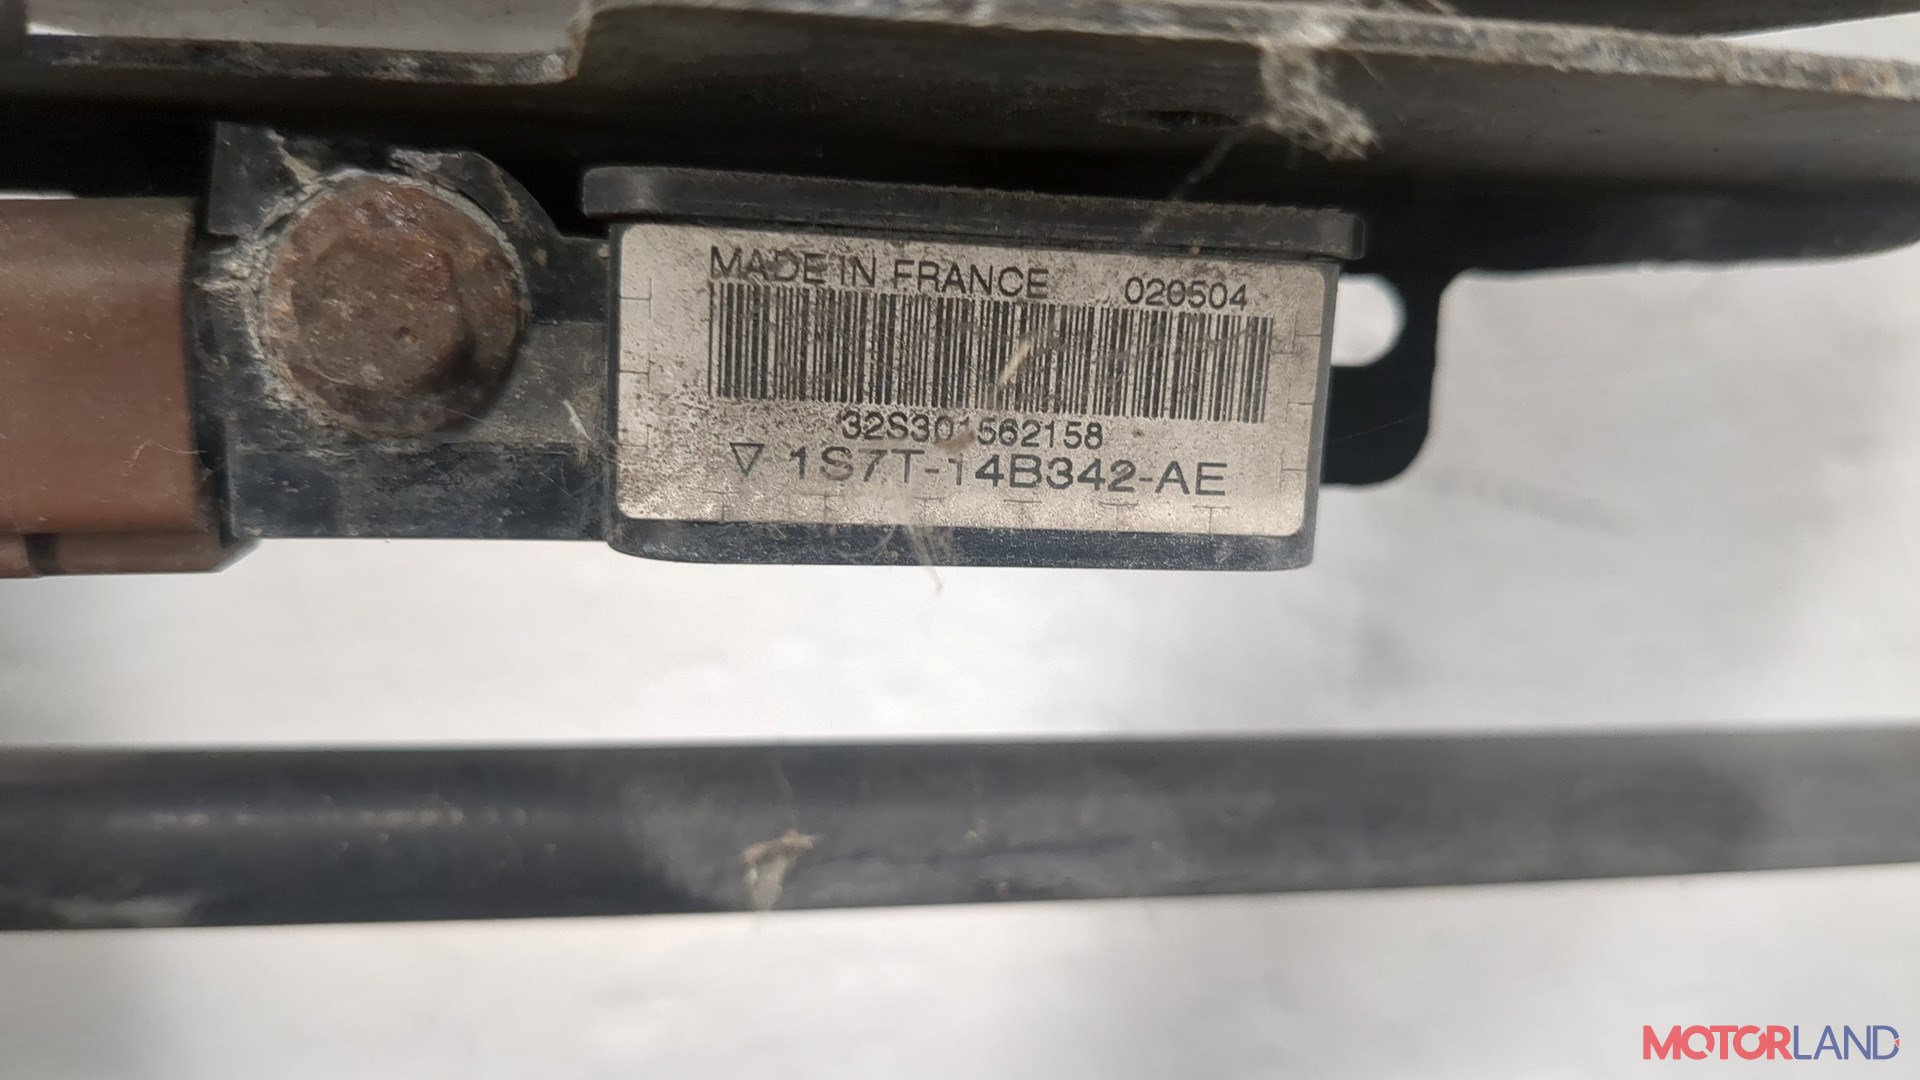 MADE IN FRANCE 020504
32S301562158
▽ 1S7T-14B342-AE
MOTORLAND